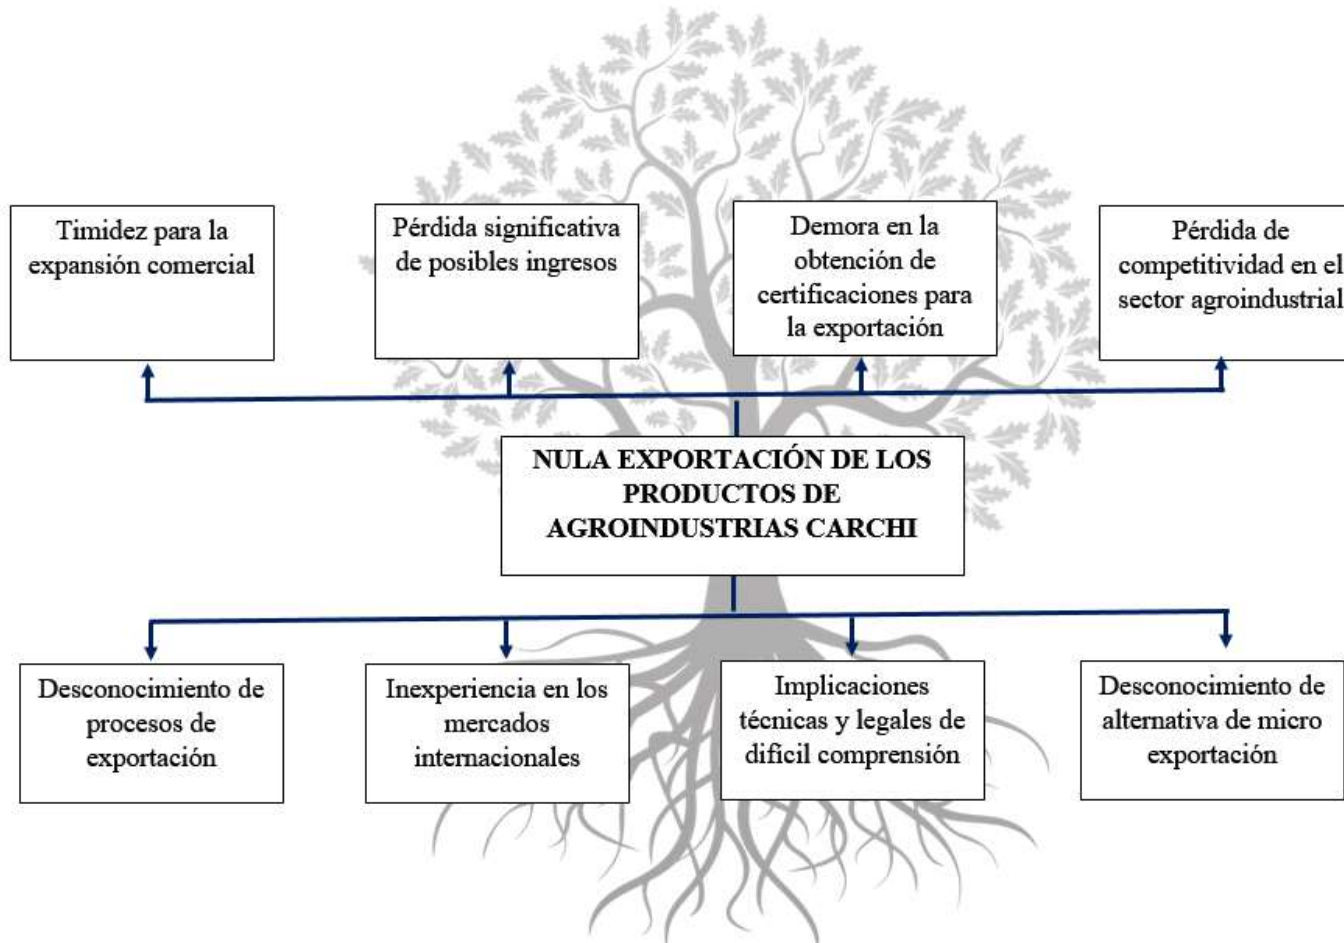 Timidez para la
expansión comercial
Pérdida significativa
de posibles ingresos
Demora en la
obtención de
certificaciones para
la exportación
Pérdida de
competitividad en el
sector agroindustrial
NULA EXPORTACIÓN DE LOS
PRODUCTOS DE
AGROINDUSTRIAS CARCHI
Desconocimiento de
procesos de
exportación
Inexperiencia en los
mercados
internacionales
Implicaciones
técnicas y legales de
difícil comprensión
Desconocimiento de
alternativa de micro
exportación